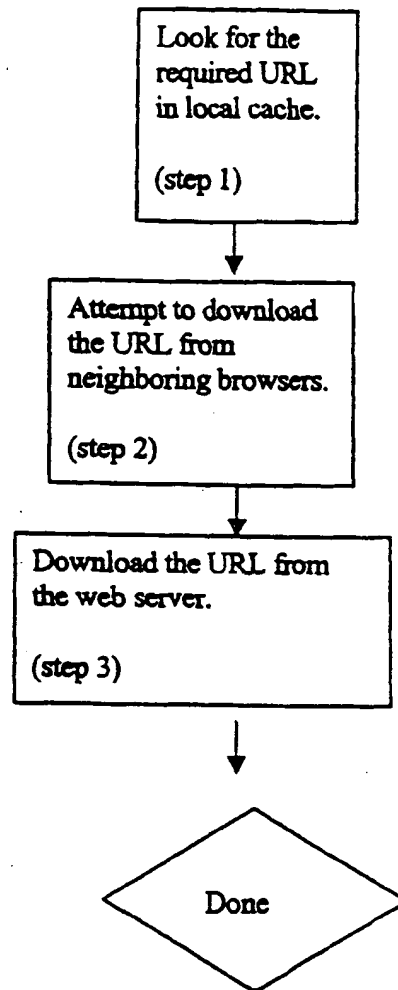 Look for the
required URL
in local cache.
(step 1)
Attempt to download
the URL from
neighboring browsers.
(step 2)
Download the URL from
the web server.
(step 3)
Done